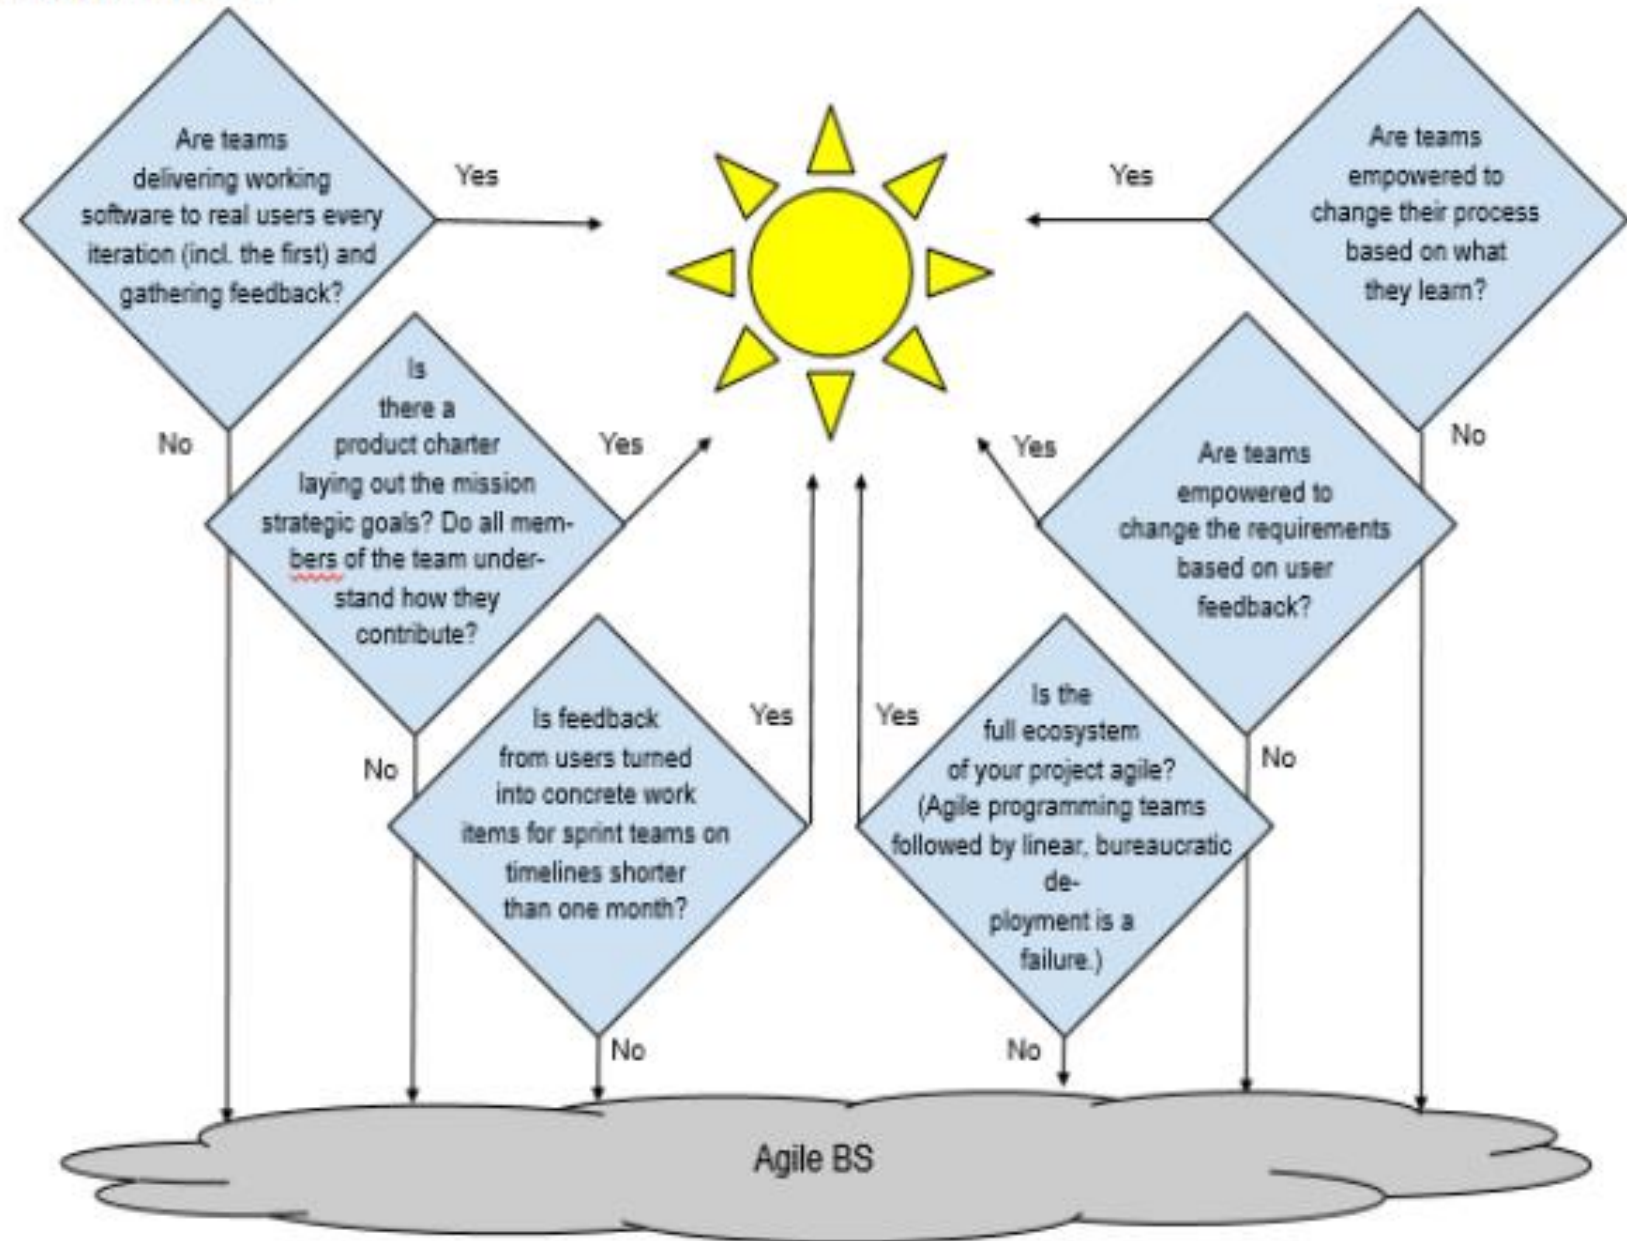 Are teams
delivering working
software to real users every
iteration (incl. the first) and
gathering feedback?
Yes
No
Is
there a
product charter
laying out the mission
strategic goals? Do all mem-
bers of the team under-
stand how they
contribute?
Yes
No
Is feedback
from users turned
into concrete work
items for sprint teams on
timelines shorter
than one month?
Yes
No
Are teams
empowered to
change their process
based on what
they learn?
Yes
No
Are teams
empowered to
change the requirements
based on user
feedback?
Yes
No
Is the
full ecosystem
of your project agile?
(Agile programming teams
followed by linear, bureaucratic
de-
ployment is a
failure.)
Yes
No
Agile BS